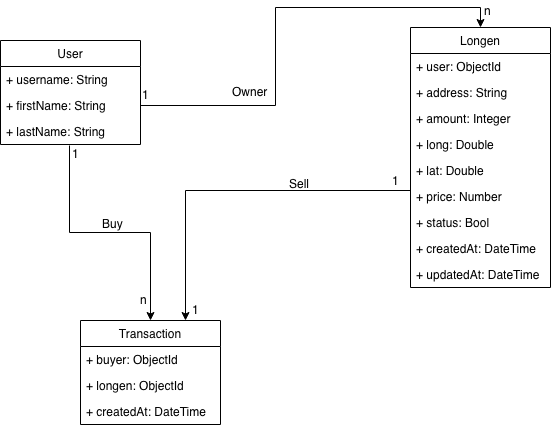 User
+ username: String
+ firstName: String
+ lastName: String
1
Owner
n
Longen
+ user: ObjectId
+ address: String
+ amount: Integer
+ long: Double
+ lat: Double
+ price: Number
+ status: Bool
+ createdAt: DateTime
+ updatedAt: DateTime
1
Sell
1
1
Buy
n
Transaction
+ buyer: ObjectId
+ longen: ObjectId
+ createdAt: DateTime